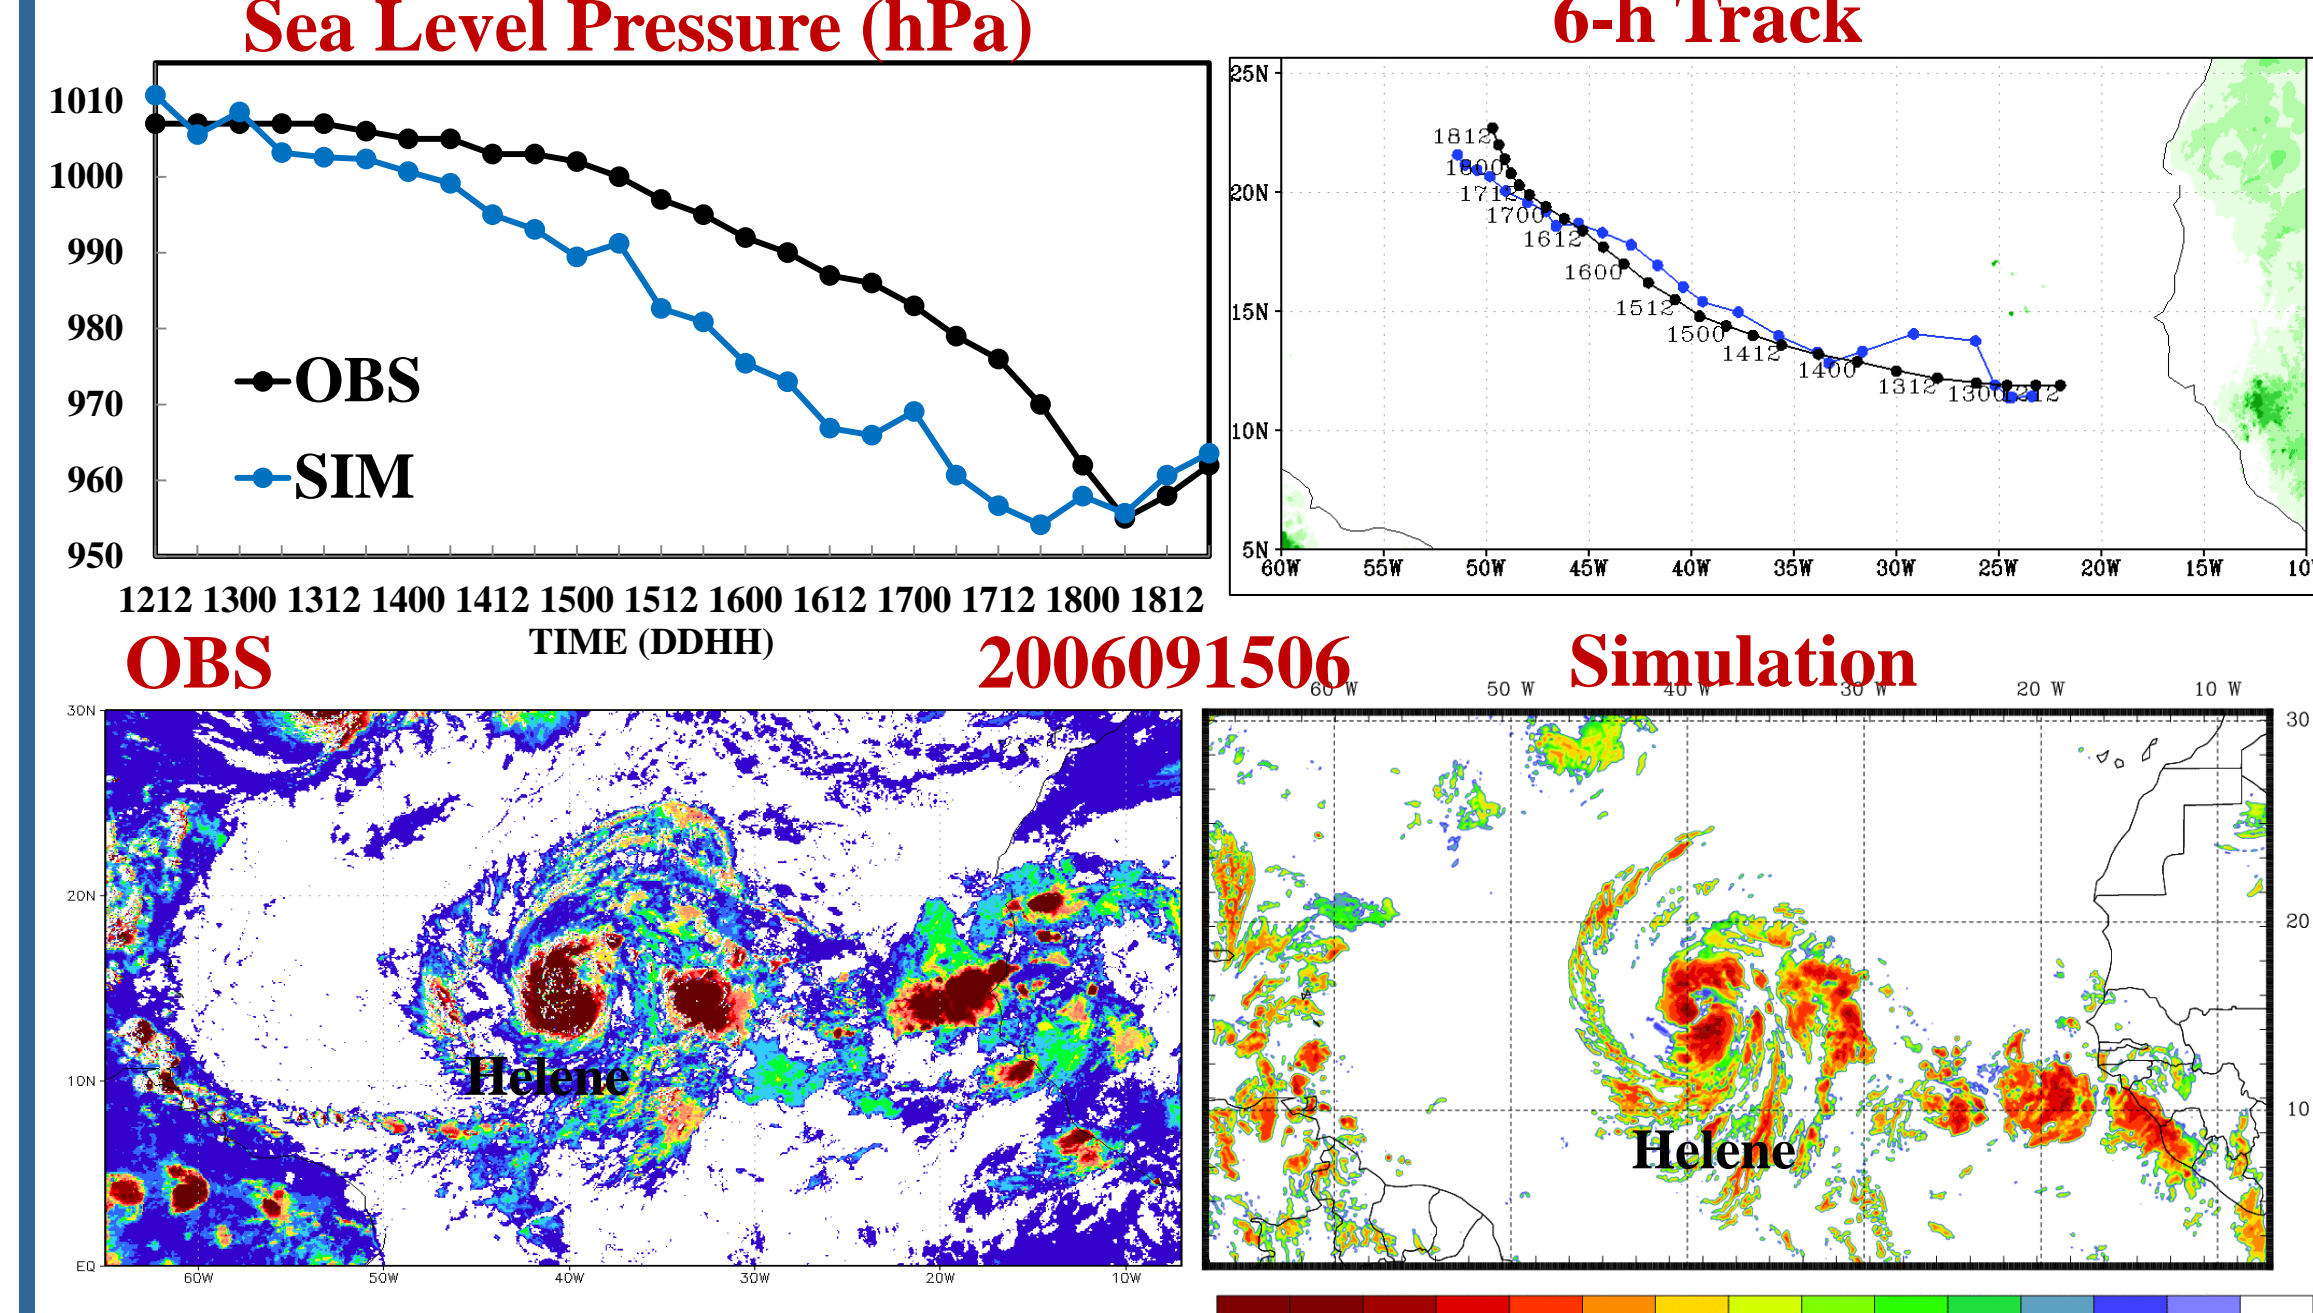 Sea Level Pressure (hPa)
6-h Track
1010
1000
990
980
970
960
950
OBS
SIM
1212 1300 1312 1400 1412 1500 1512 1600 1612 1700 1712 1800 1812
TIME (DDHH)
25N
20N
15N
10N
5N
60W 55W 50W 45W 40W 35W 30W 25W 20W 15W
1812
1800
1712
1700
1612
1600
1512
1500
1412
1400
1312
1300
1212
OBS
2006091506
Simulation
30N
20N
10N
EQ
60W 50W 40W 30W 20W 10W
Helene
60 W 50 W 40 W 30 W 20 W 10 W
30
20
10
Helene